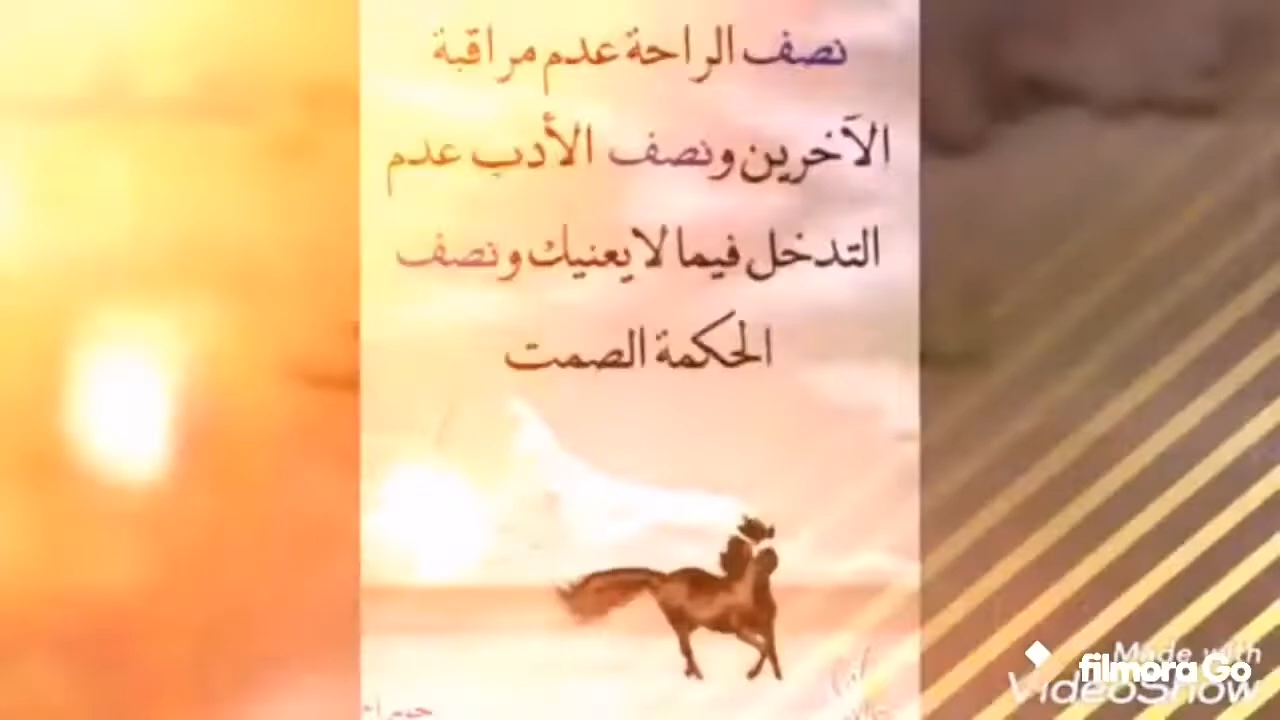 نصف الراحة عدم مراقبة
الآخرين ونصف الأدب عدم
التدخل فيما لا يعنيك ونصف
الحكمة الصمت
Made with
filmora Go
VideoShow